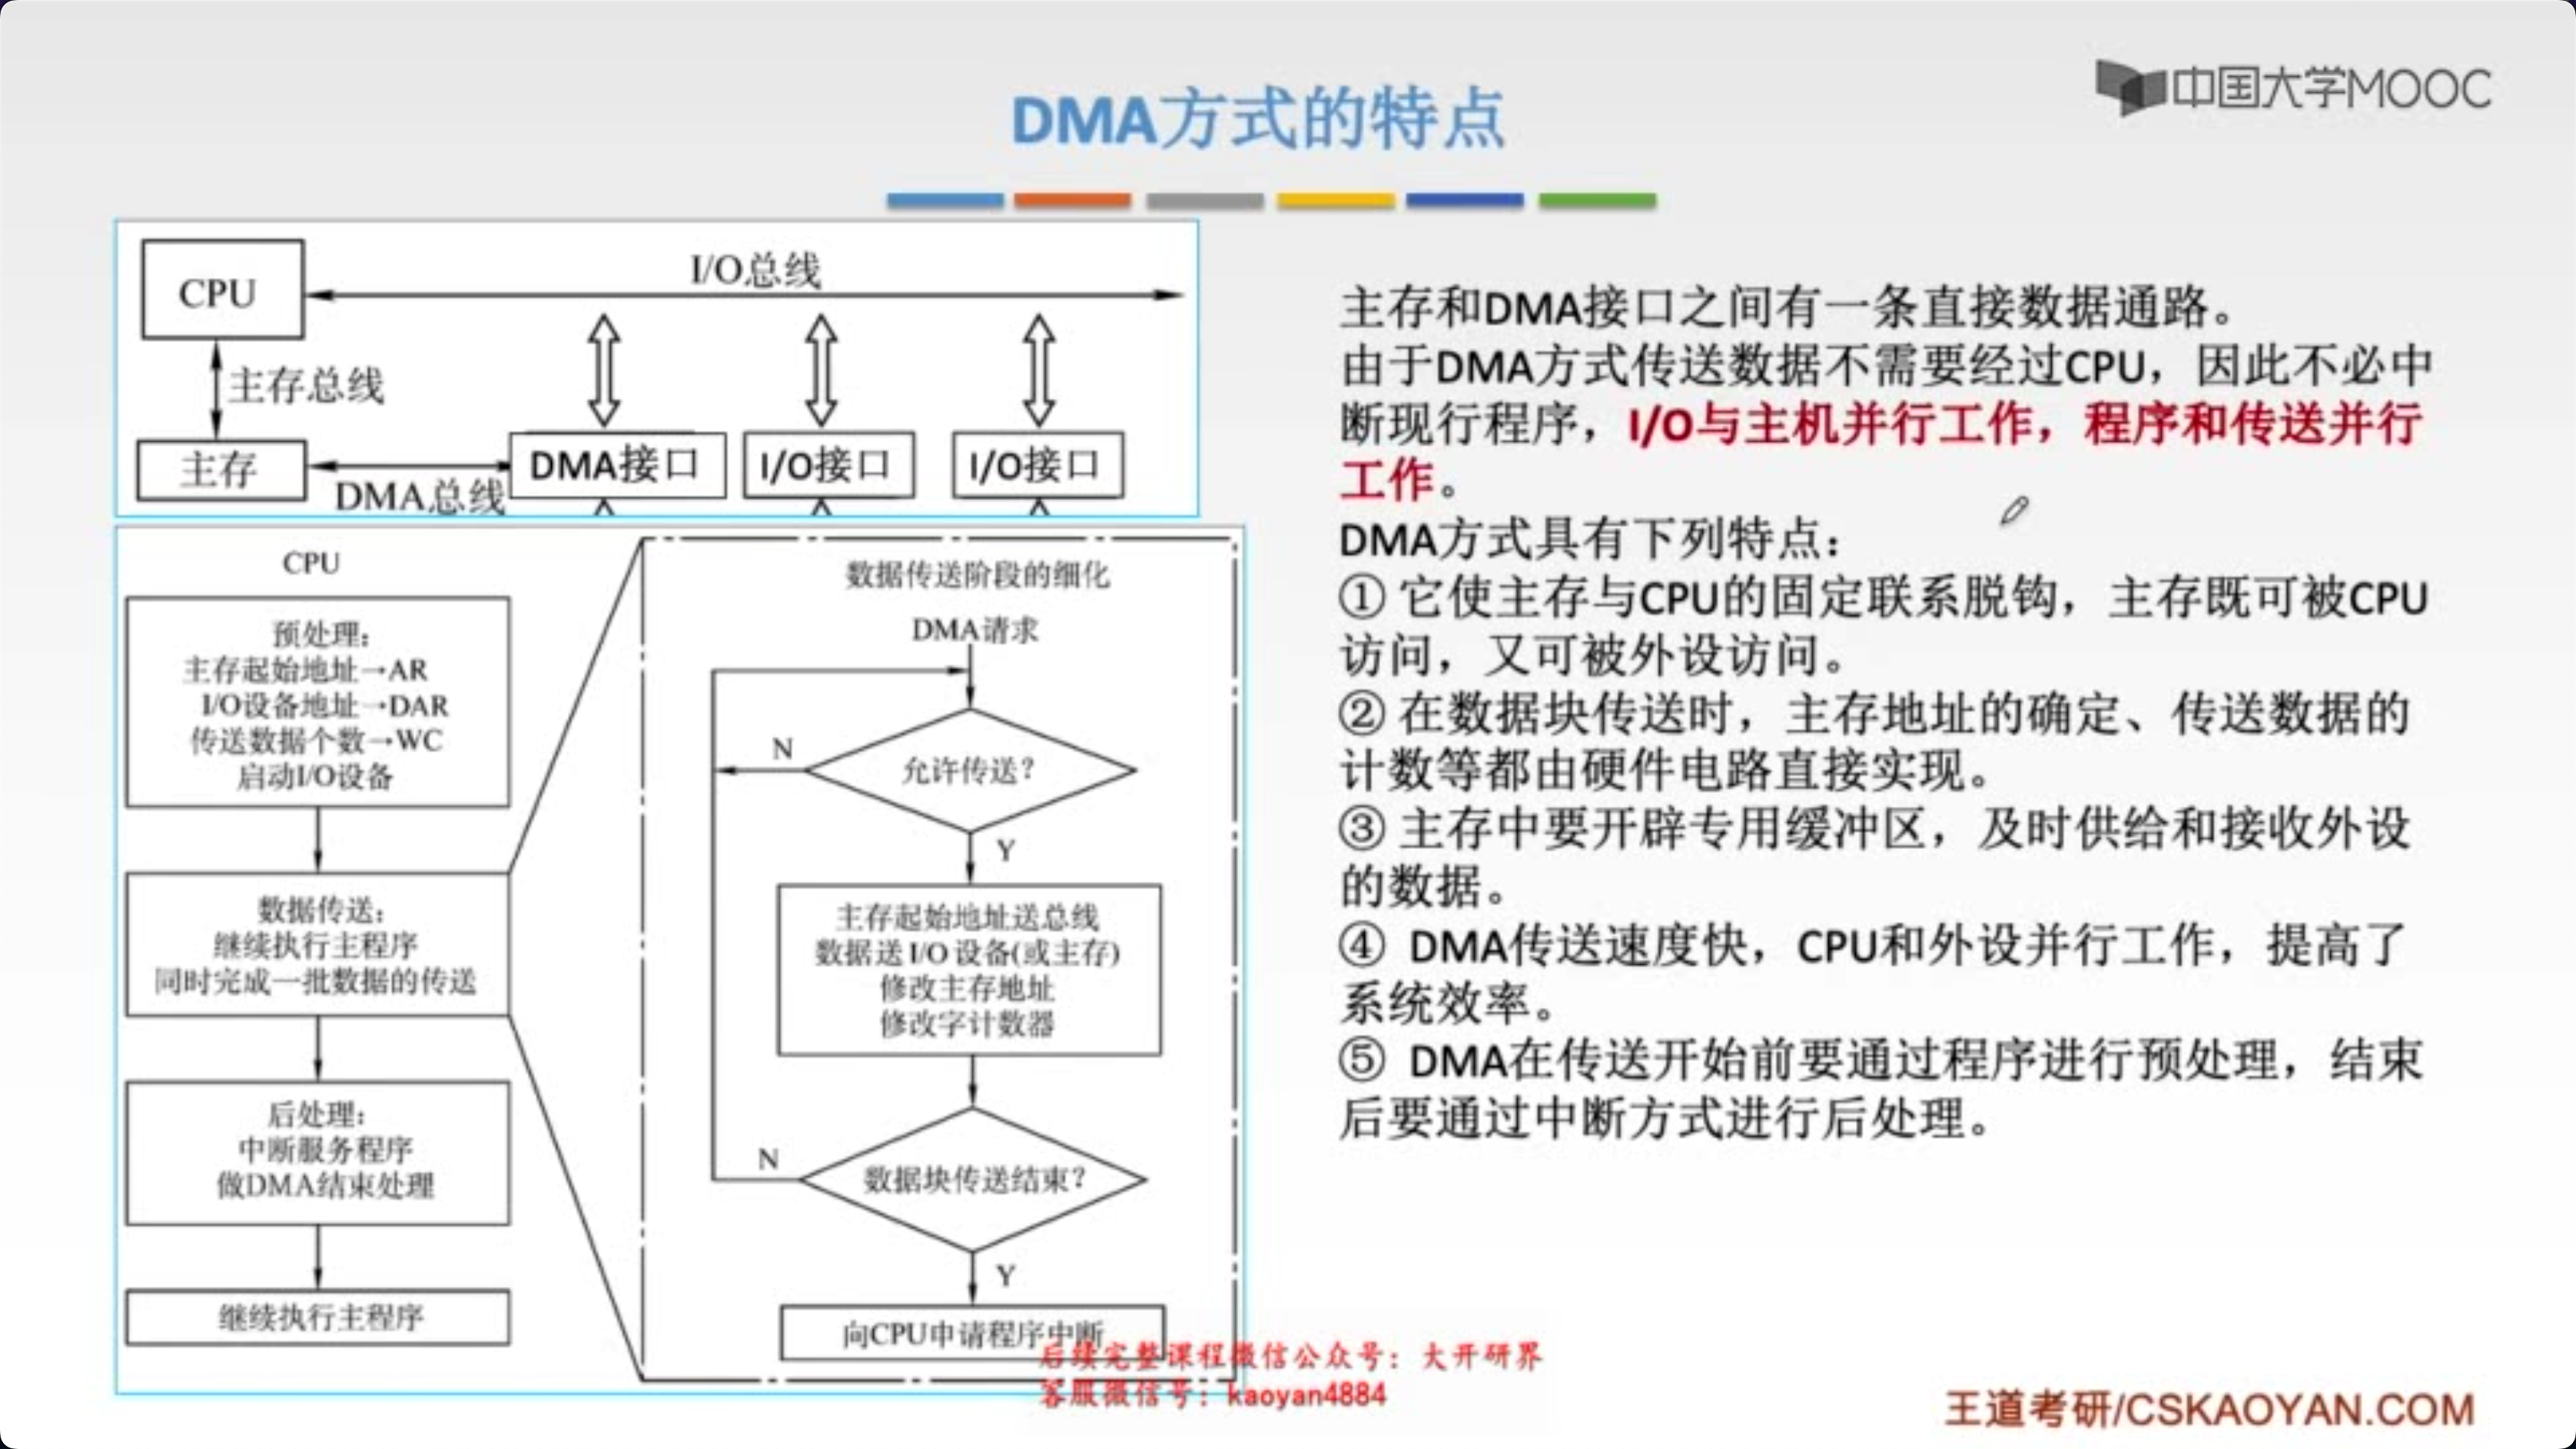 中国大学MOOC
DMA方式的特点
CPU
I/O总线
主存总线
主存
DMA总线
DMA接口
I/O接口
I/O接口
CPU
预处理:
主存起始地址→AR
I/O设备地址→DAR
传送数据个数→WC
启动I/O设备
数据传送:
继续执行主程序
同时完成一批数据的传送
后处理:
中断服务程序
做DMA结束处理
继续执行主程序
数据传送阶段的细化
DMA请求
允许传送?
N
Y
主存起始地址送总线
数据送I/O设备(或主存)
修改主存地址
修改字计数器
数据块传送结束?
N
Y
向CPU申请程序中断
主存和DMA接口之间有一条直接数据通路。
由于DMA方式传送数据不需要经过CPU，因此不必中
断现行程序，I/O与主机并行工作，程序和传送并行
工作。
DMA方式具有下列特点：
① 它使主存与CPU的固定联系脱钩，主存既可被CPU
访问，又可被外设访问。
② 在数据块传送时，主存地址的确定、传送数据的
计数等都由硬件电路直接实现。
③ 主存中要开辟专用缓冲区，及时供给和接收外设
的数据。
④ DMA传送速度快，CPU和外设并行工作，提高了
系统效率。
⑤ DMA在传送开始前要通过程序进行预处理，结束
后要通过中断方式进行后处理。
后续完整课程微信公众号：大开研界
客服微信号：kaoyan4884
王道考研/CSKAOYAN.COM